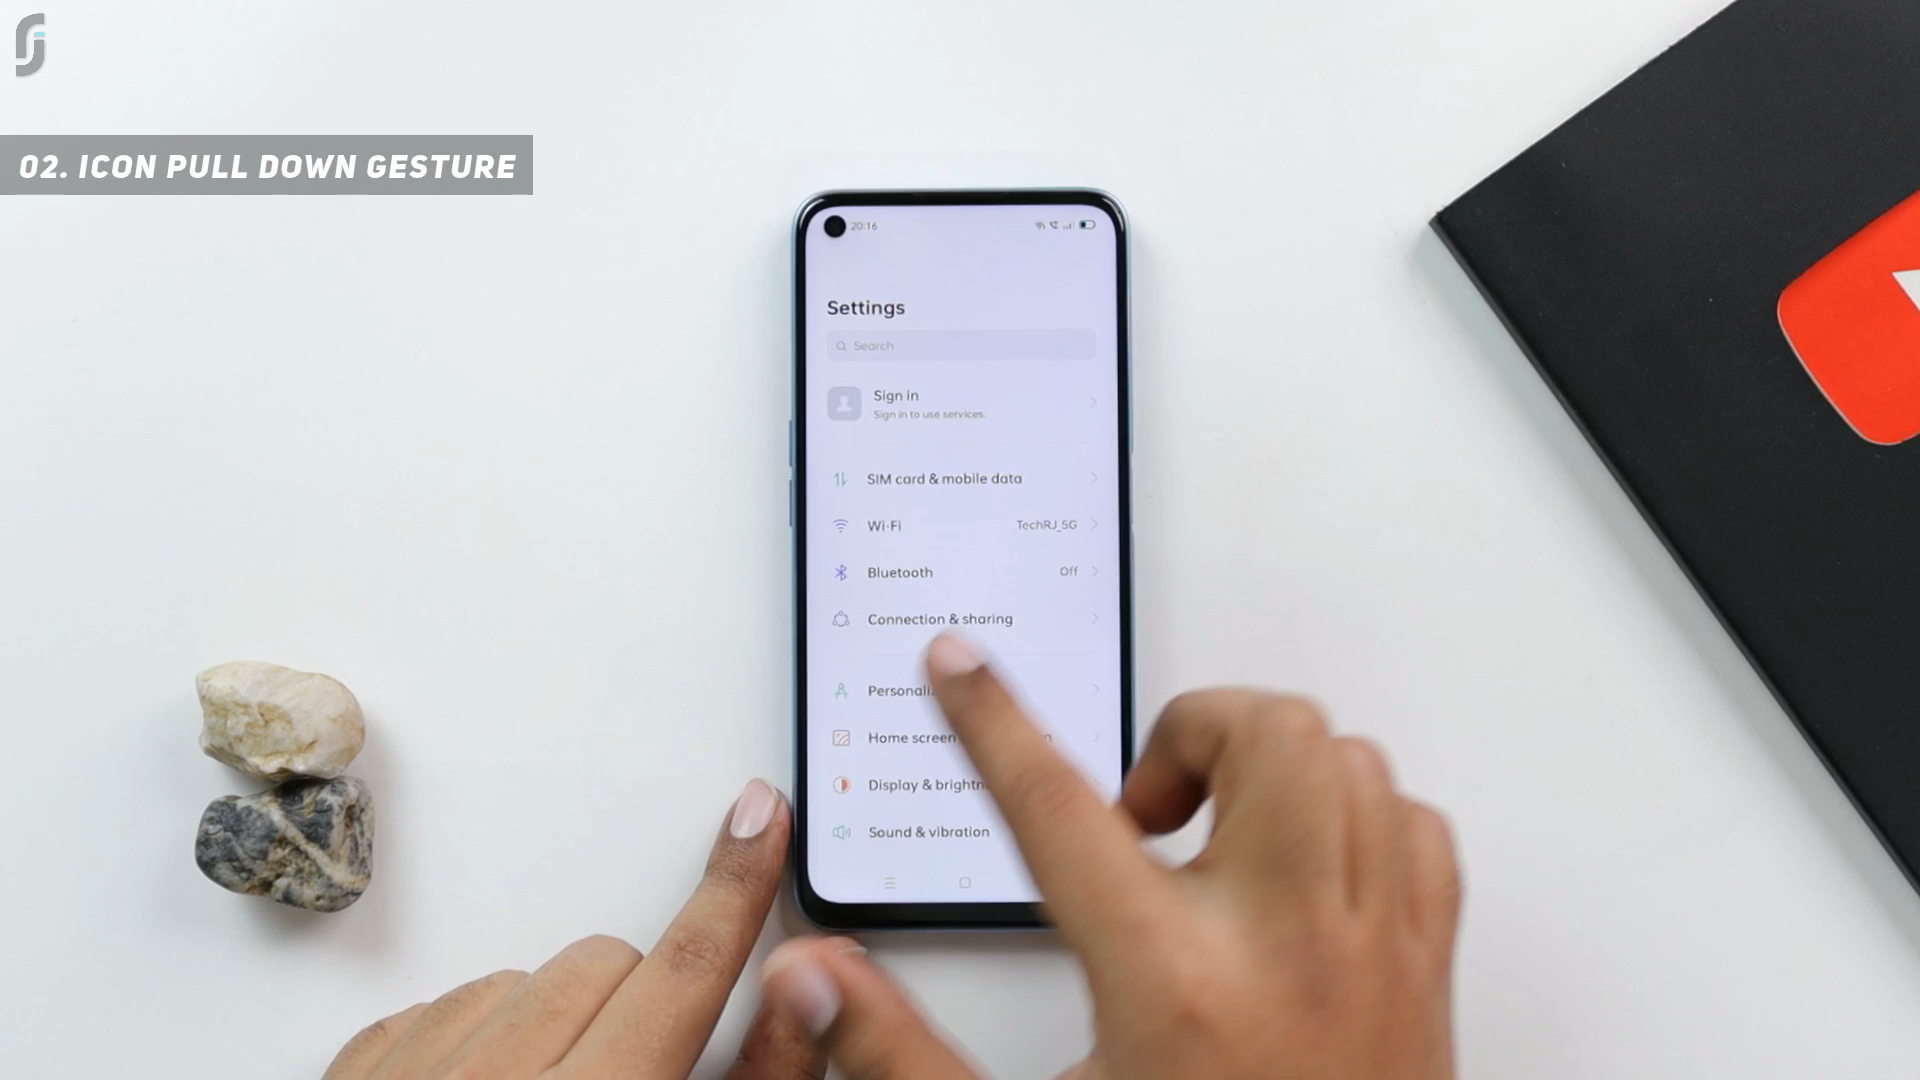 02. ICON PULL DOWN GESTURE
20:16
Settings
Search
Sign in
Sign in to use services.
SIM card & mobile data
Wi-Fi TechRJ_5G
Bluetooth Off
Connection & sharing
Home screen
Display &
Sound & vibration